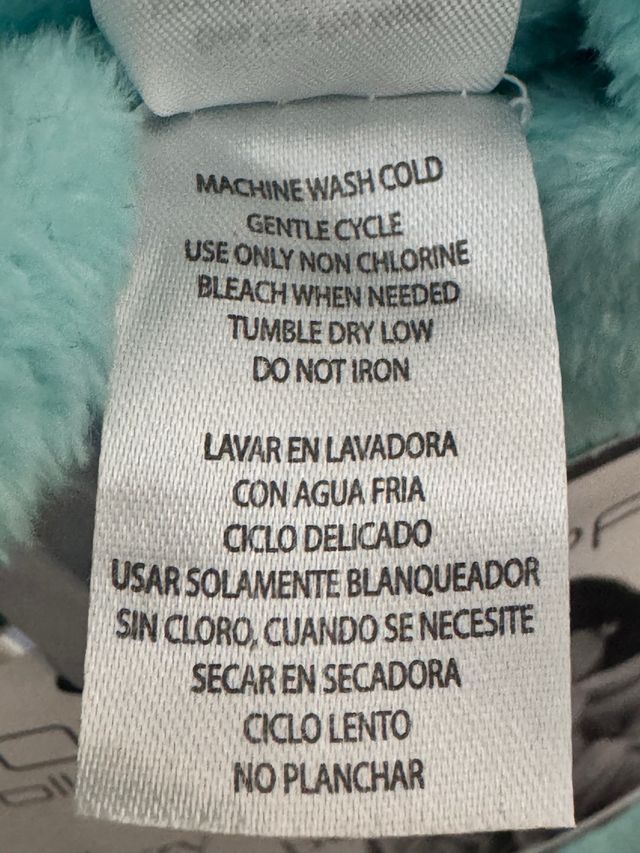 MACHINE WASH COLD
GENTLE CYCLE
USE ONLY NON CHLORINE
BLEACH WHEN NEEDED
TUMBLE DRY LOW
DO NOT IRON
LAVAR EN LAVADORA
CON AGUA FRIA
CICLO DELICADO
USAR SOLAMENTE BLANQUEADOR
SIN CLORO, CUANDO SE NECESITE
SECAR EN SECADORA
CICLO LENTO
NO PLANCHAR